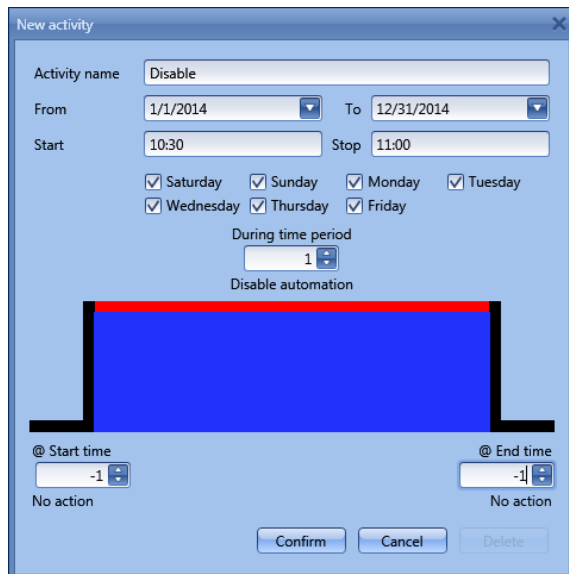 New activity
Activity name Disable
From 1/1/2014 To 12/31/2014
Start 10:30 Stop 11:00
Saturday Sunday Monday Tuesday
Wednesday Thursday Friday
During time period
1
Disable automation
@ Start time @ End time
-1 -1
No action No action
Confirm Cancel Delete